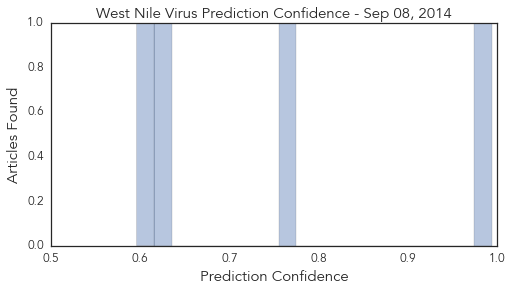 West Nile Virus Prediction Confidence - Sep 08, 2014
1.0
0.8
0.6
0.4
0.2
0.0
Articles Found
0.5 0.6 0.7 0.8 0.9 1.0
Prediction Confidence